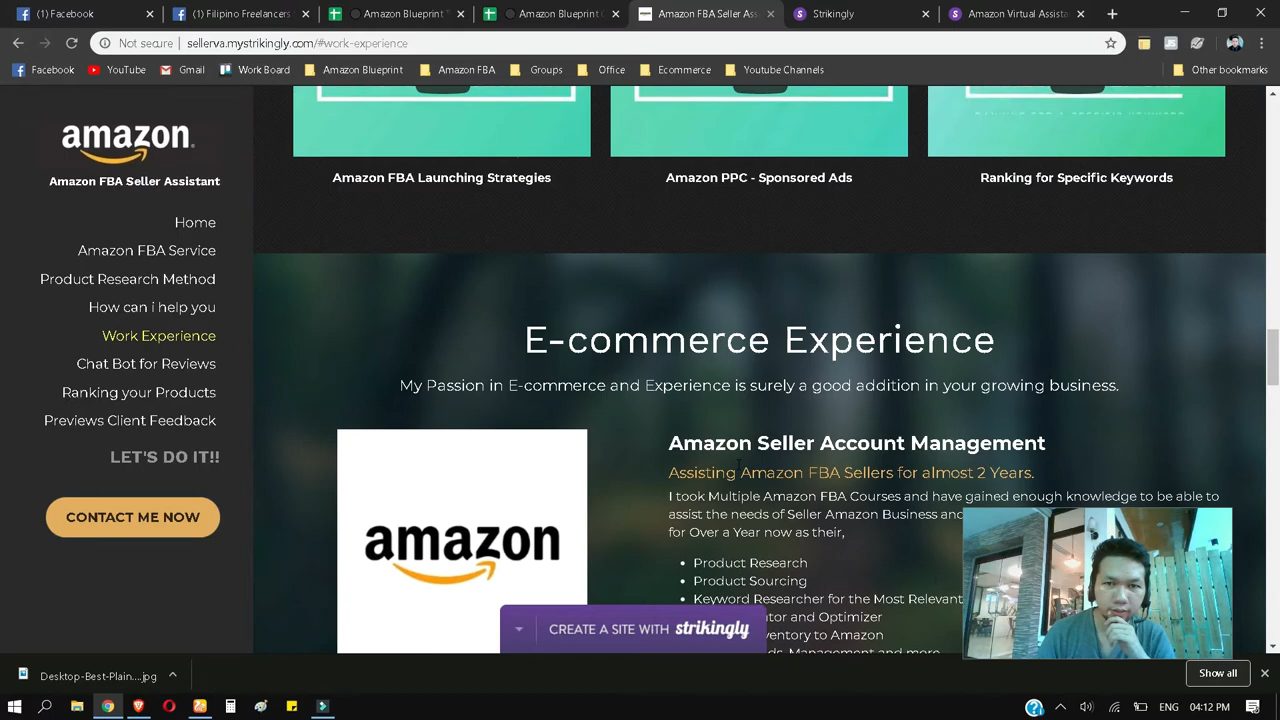 (1) Facebook
(1) Filipino Freelancers
Amazon Blueprint
Amazon Blueprint
Amazon FBA Seller Ass
Strikingly
Amazon Virtual Assista
Not secure | sellerva.mystrikingly.com/#work-experience
Facebook
YouTube
Gmail
Work Board
Amazon Blueprint
Amazon FBA
Groups
Office
Ecommerce
Youtube Channels
Other bookmarks
amazon
Amazon FBA Seller Assistant
Home
Amazon FBA Service
Product Research Method
How can i help you
Work Experience
Chat Bot for Reviews
Ranking your Products
Previews Client Feedback
LET'S DO IT!!
CONTACT ME NOW
Amazon FBA Launching Strategies
Amazon PPC - Sponsored Ads
Ranking for Specific Keywords
E-commerce Experience
My Passion in E-commerce and Experience is surely a good addition in your growing business.
amazon
Amazon Seller Account Management
Assisting Amazon FBA Sellers for almost 2 Years.
I took Multiple Amazon FBA Courses and have gained enough knowledge to be able to
assist the needs of Seller Amazon Business and
for Over a Year now as their,
• Product Research
• Product Sourcing
• Keyword Researcher for the Most Relevant
and Optimizer
Inventory to Amazon
Management and more
CREATE A SITE WITH strikingly
Desktop-Best-Plain....jpg
Show all
ENG
04:12 PM